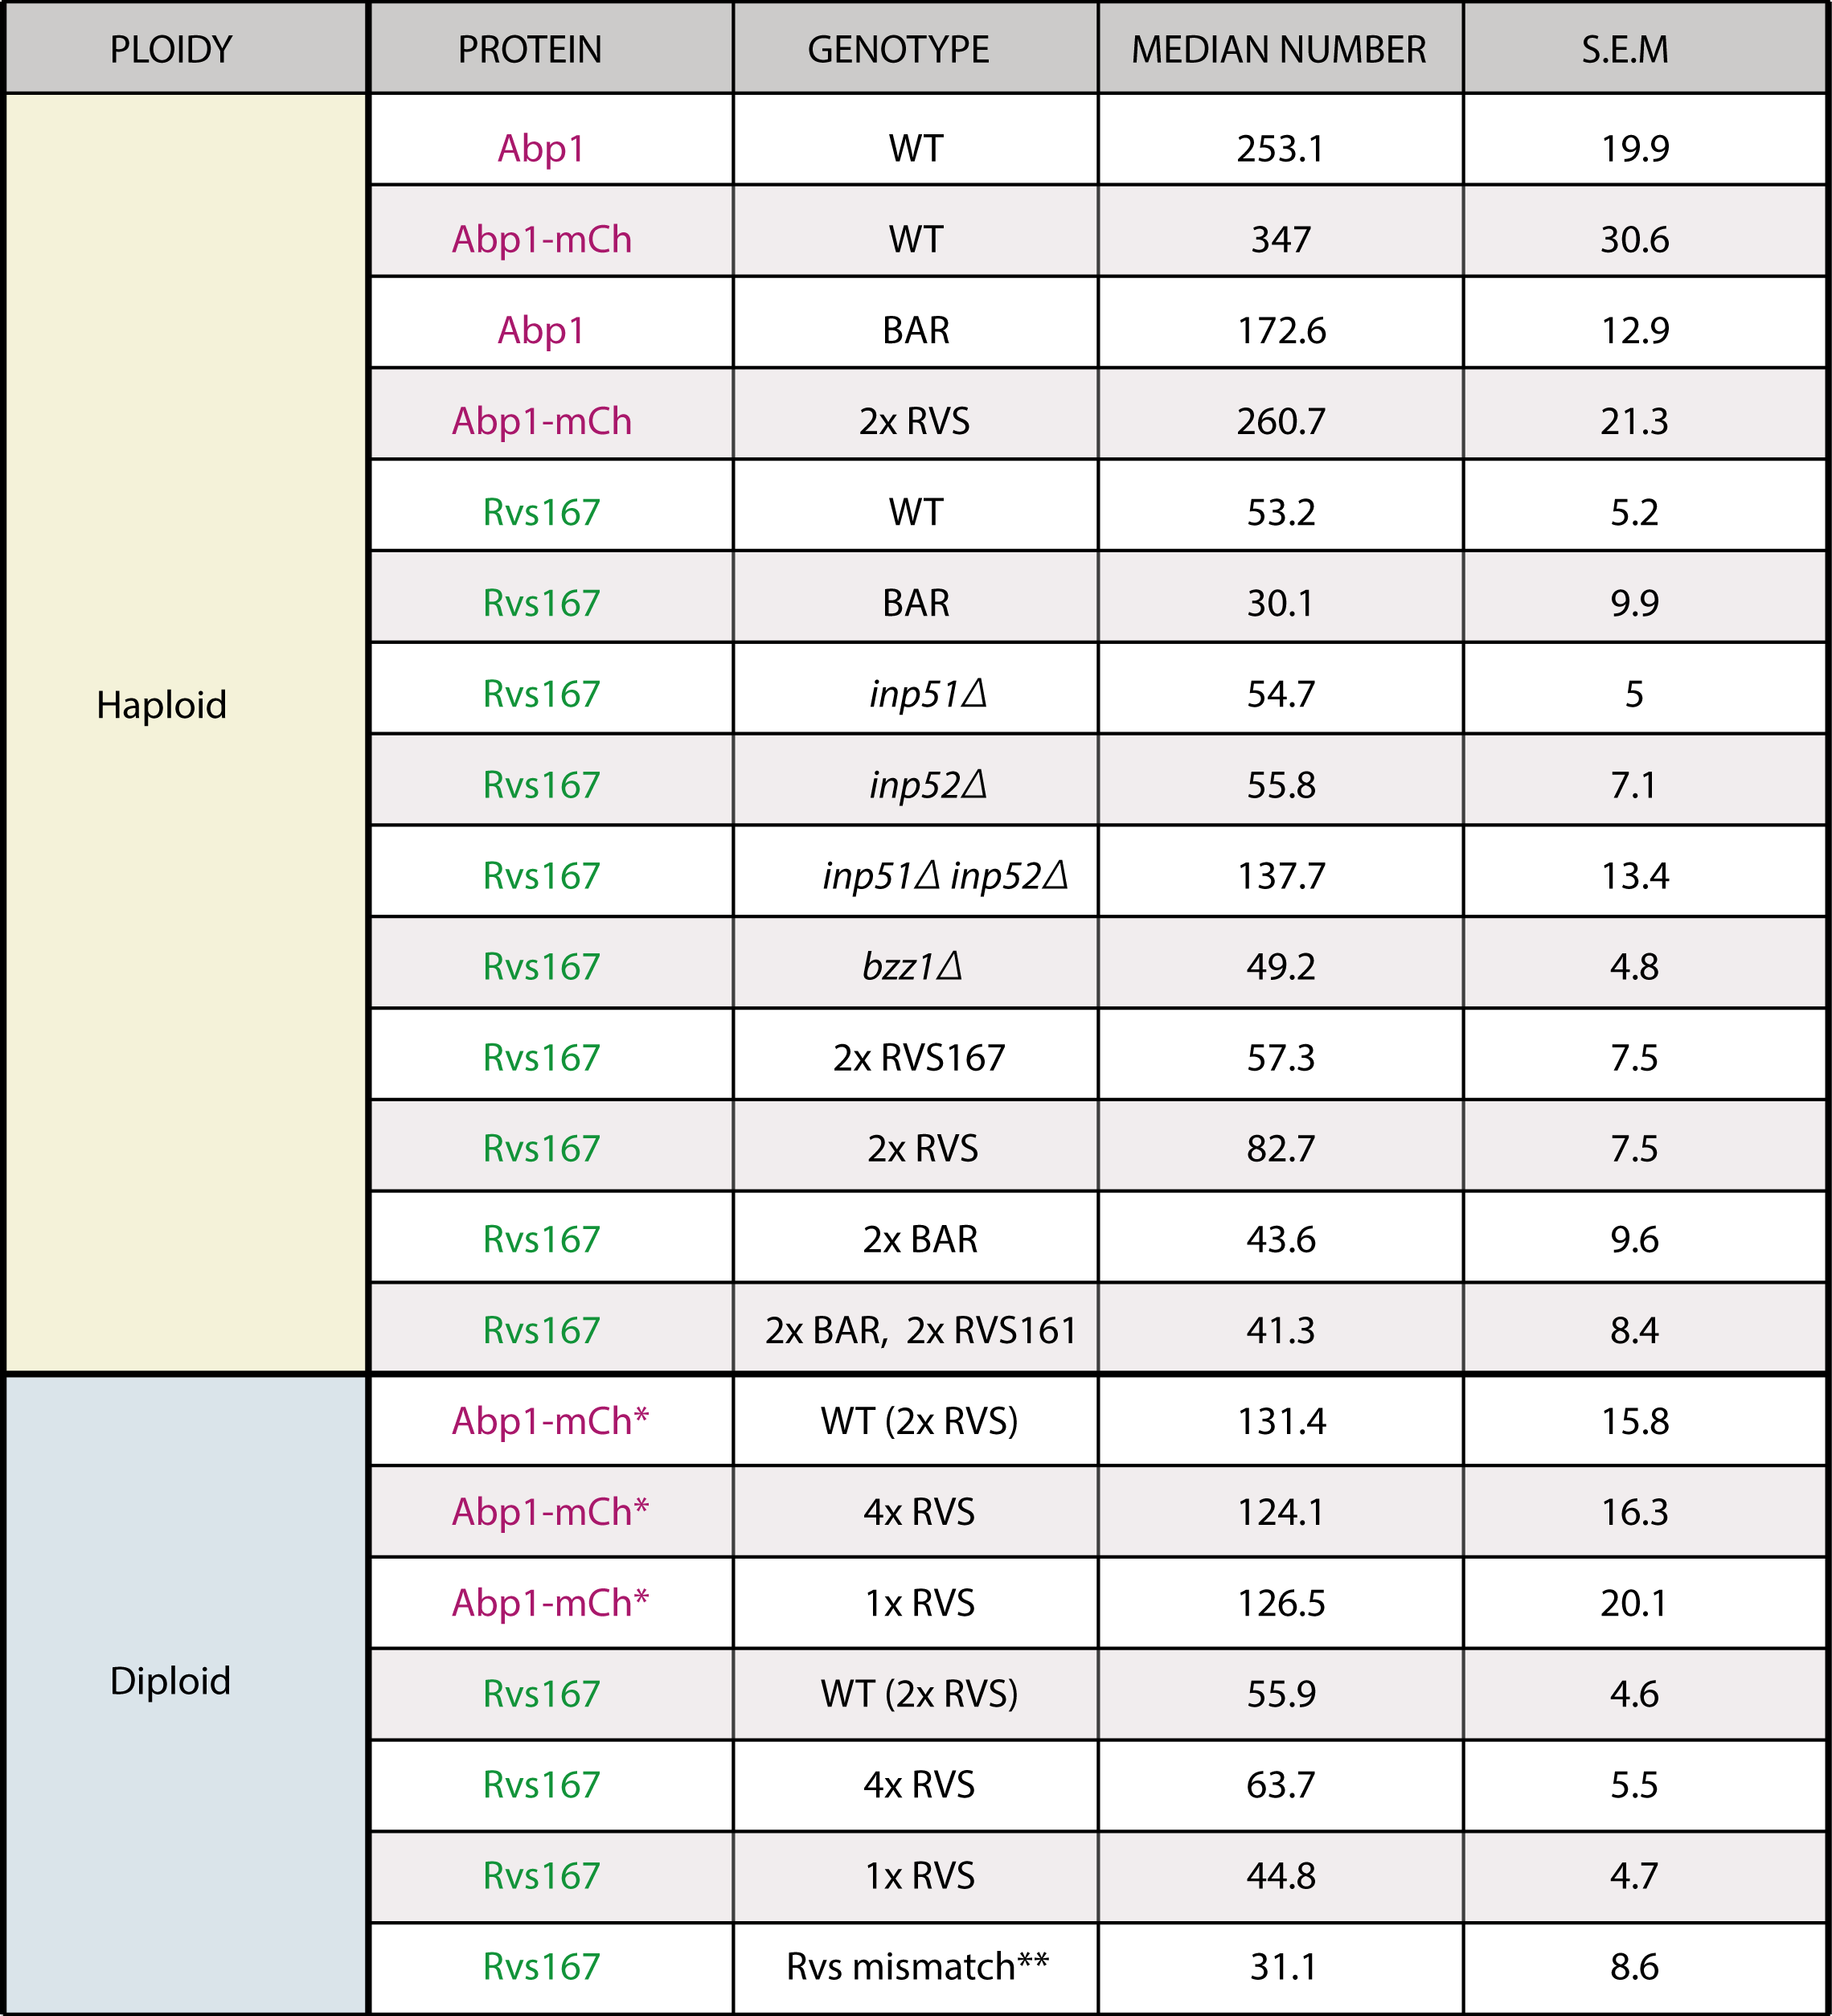 PLOIDY PROTEIN GENOTYPE MEDIAN NUMBER S.E.M
Haploid
Abp1 WT 253.1 19.9
Abp1-mCh WT 347 30.6
Abp1 BAR 172.6 12.9
Abp1-mCh 2x RVS 260.7 21.3
Rvs167 WT 53.2 5.2
Rvs167 BAR 30.1 9.9
Rvs167 inp51Δ 54.7 5
Rvs167 inp52Δ 55.8 7.1
Rvs167 inp51Δ inp52Δ 137.7 13.4
Rvs167 bzz1Δ 49.2 4.8
Rvs167 2x RVS167 57.3 7.5
Rvs167 2x RVS 82.7 7.5
Rvs167 2x BAR 43.6 9.6
Rvs167 2x BAR, 2x RVS161 41.3 8.4
Diploid
Abp1-mCh* WT (2x RVS) 131.4 15.8
Abp1-mCh* 4x RVS 124.1 16.3
Abp1-mCh* 1x RVS 126.5 20.1
Rvs167 WT (2x RVS) 55.9 4.6
Rvs167 4x RVS 63.7 5.5
Rvs167 1x RVS 44.8 4.7
Rvs167 Rvs mismatch** 31.1 8.6